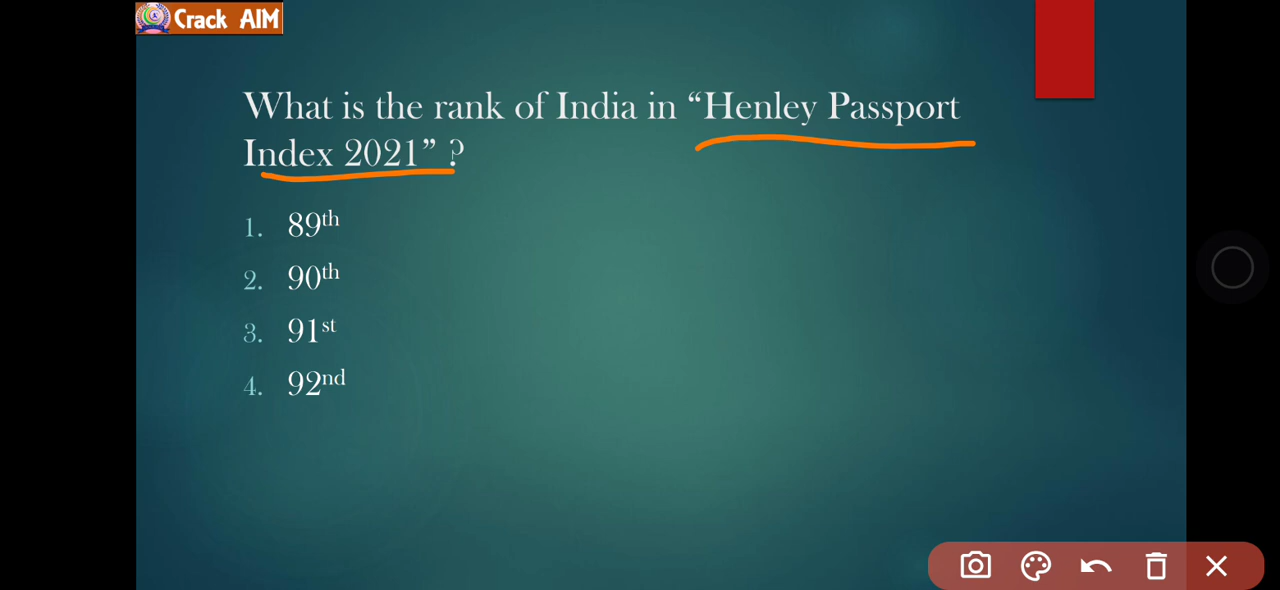 Crack AIM
What is the rank of India in “Henley Passport
Index 2021” ?
1. 89th
2. 90th
3. 91st
4. 92nd